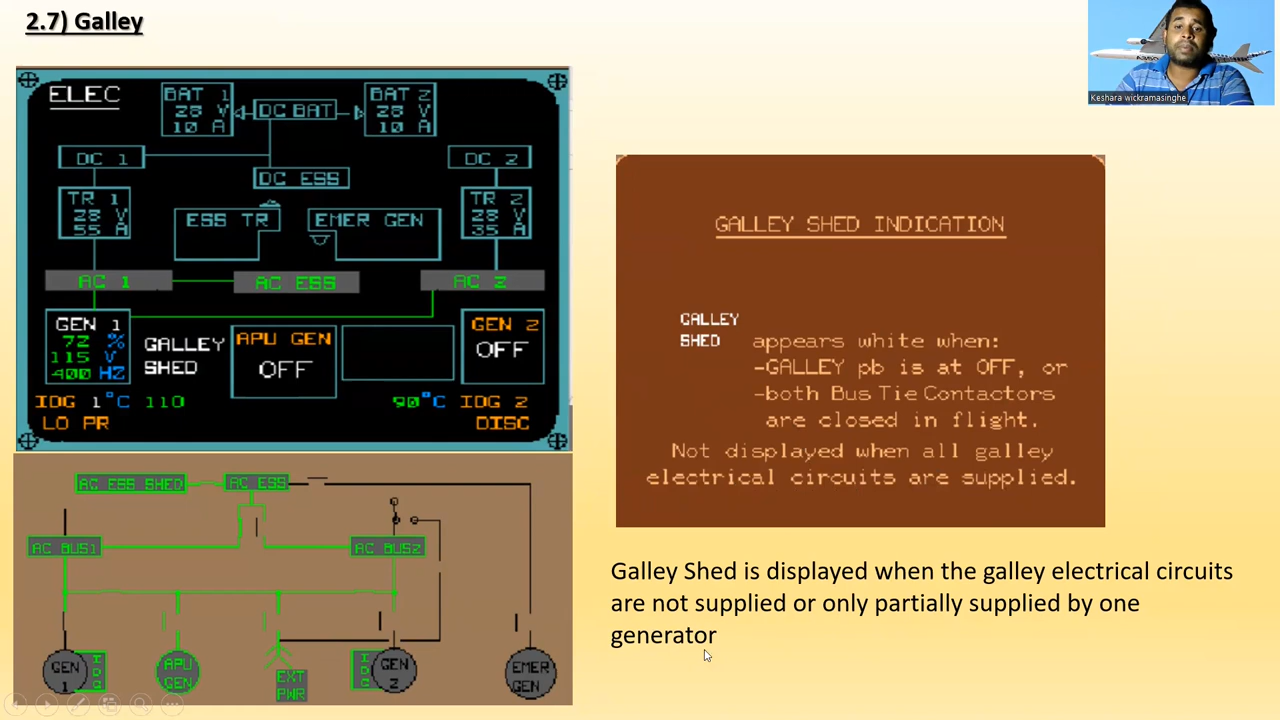 2.7) Galley
Keshara wickramasinghe
ELEC
BAT 1
28 V
10 A
DC BAT
BAT 2
28 V
10 A
DC 1
DC 2
DC ESS
TR 1
28 V
55 A
ESS TR
EMER GEN
TR 2
28 V
35 A
AC 1
AC ESS
AC 2
GEN 1
72 %
115 V
400 HZ
GALLEY
SHED
APU GEN
OFF
GEN 2
OFF
IDG 1 °C 110
90 °C IDG 2
LO PR
DISC
AC ESS SHED
AC ESS
AC BUS1
AC BUS2
GEN
1
IDG
APU
GEN
EXT
PWR
IDG
GEN
2
EMER
GEN
GALLEY SHED INDICATION
GALLEY
SHED
appears white when:
-GALLEY pb is at OFF, or
-both Bus Tie Contactors
are closed in flight.
Not displayed when all galley
electrical circuits are supplied.
Galley Shed is displayed when the galley electrical circuits
are not supplied or only partially supplied by one
generator